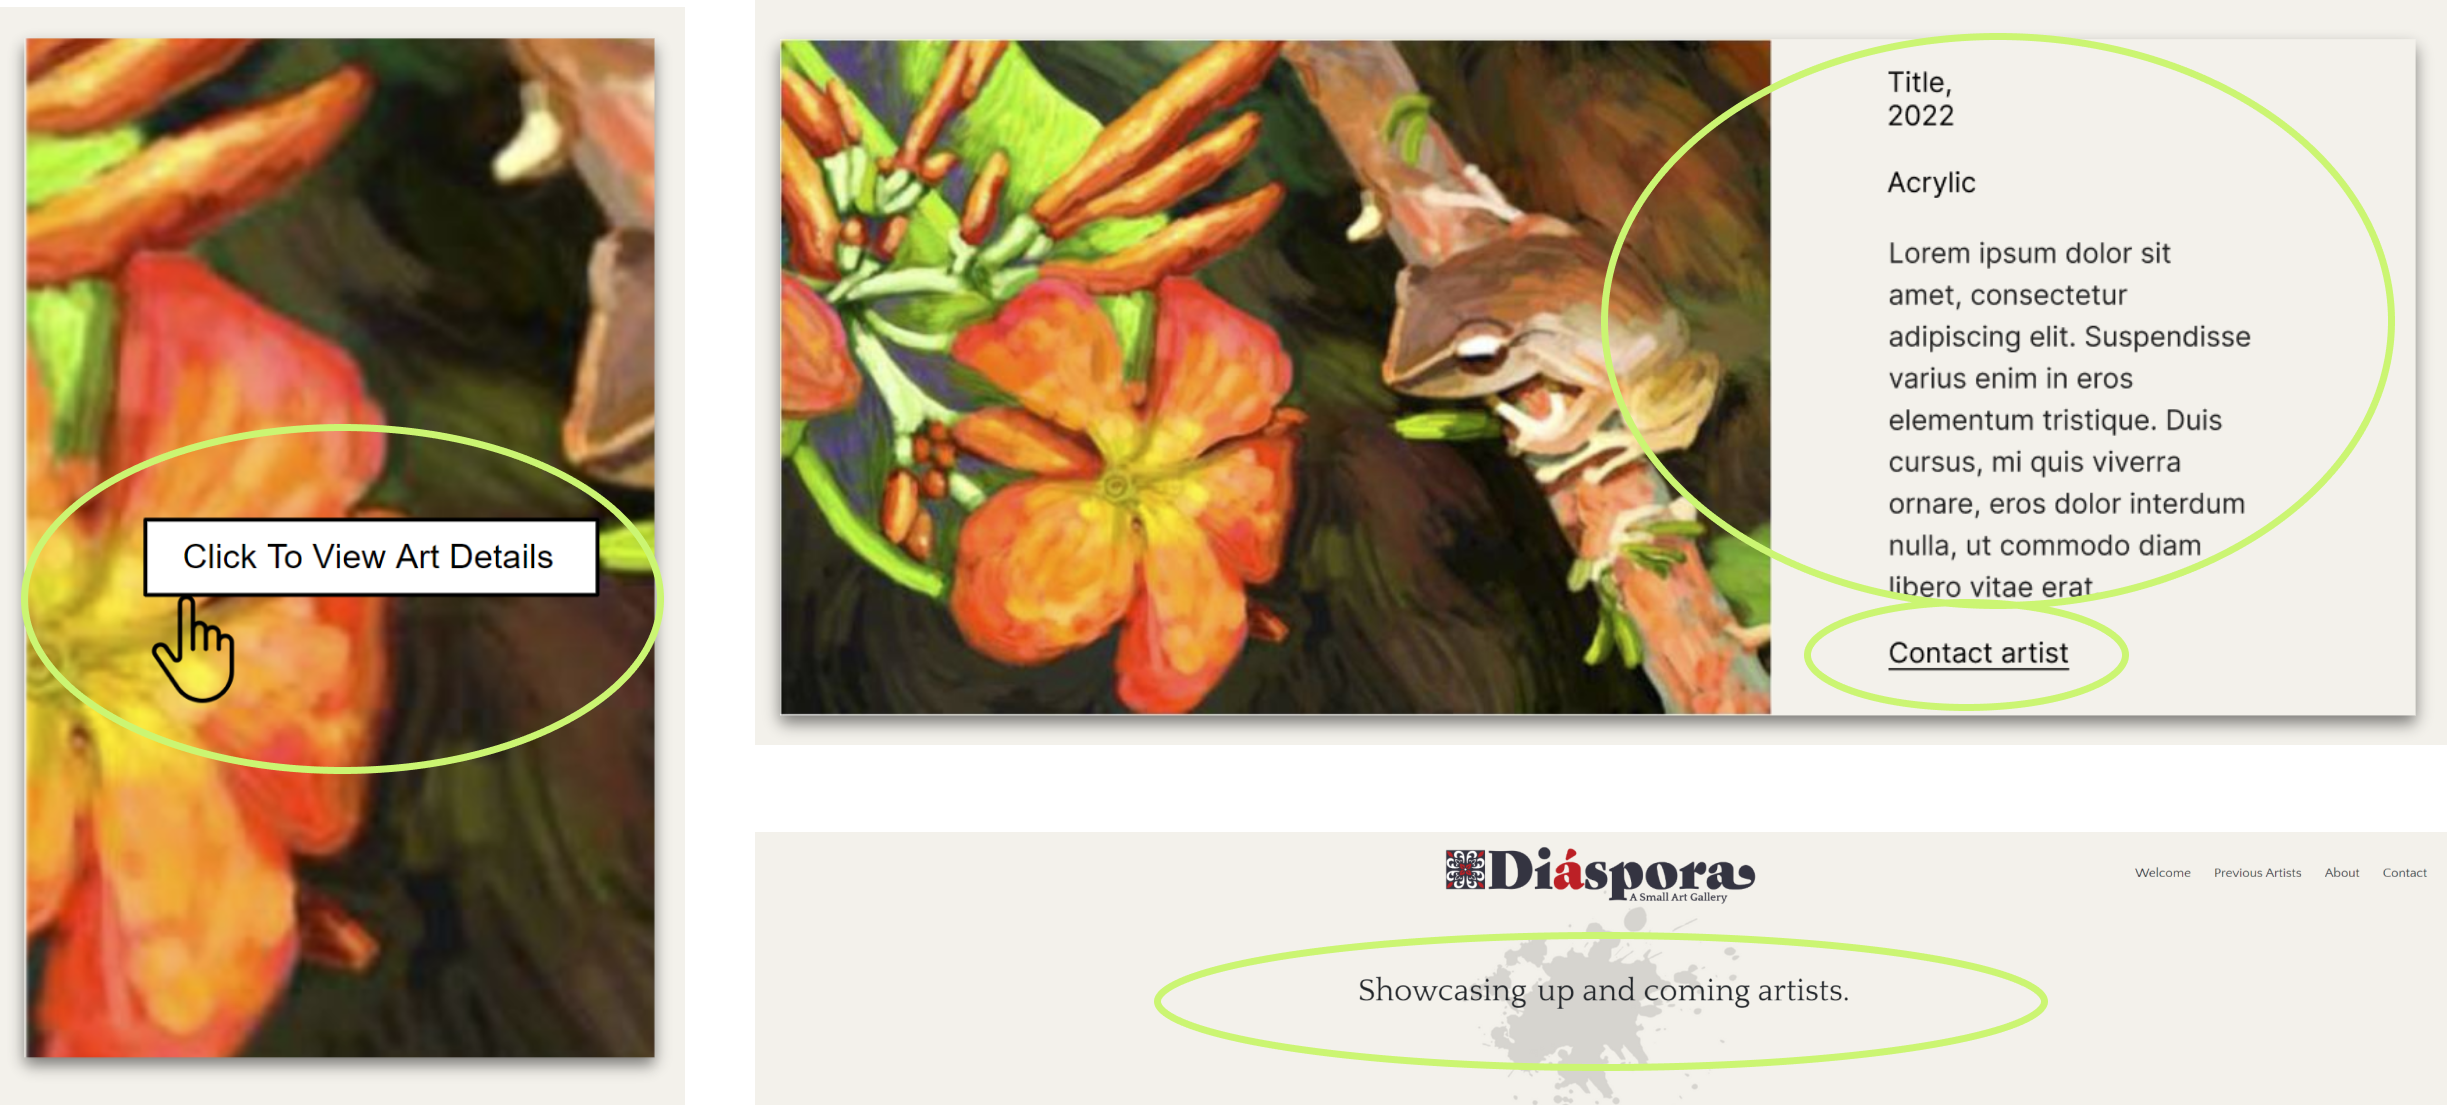 Click To View Art Details
Title,
2022
Acrylic
Lorem ipsum dolor sit
amet, consectetur
adipiscing elit. Suspendisse
varius enim in eros
elementum tristique. Duis
cursus, mi quis viverra
ornare, eros dolor interdum
nulla, ut commodo diam
libero vitae erat
Contact artist
Diáspora
A Small Art Gallery
Welcome Previous Artists About Contact
Showcasing up and coming artists.